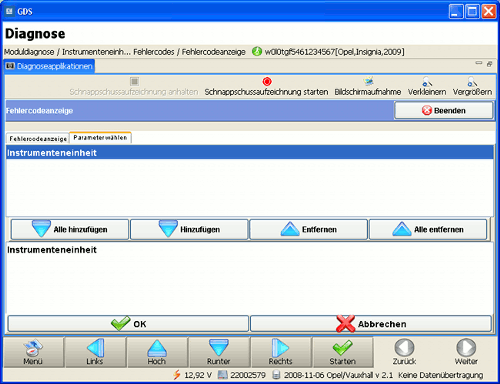 GDS
Diagnose
Moduldiagnose / Instrumenteneinh... Fehlercodes / Fehlercodeanzeige w0l0tgf5461234567[Opel,Insignia,2009]
Diagnoseapplikationen
Schnappschussaufzeichnung anhalten Schnappschussaufzeichnung starten Bildschirmaufnahme Verkleinern Vergrößern
Fehlercodeanzeige Beenden
Fehlercodeanzeige Parameterwählen
Instrumenteneinheit
Alle hinzufügen Hinzufügen Entfernen Alle entfernen
Instrumenteneinheit
OK Abbrechen
Menü Links Hoch Runter Rechts Starten Zurück Weiter
12,92 V 22002579 2008-11-06 Opel/Vauxhall v 2.1 Keine Datenübertragung